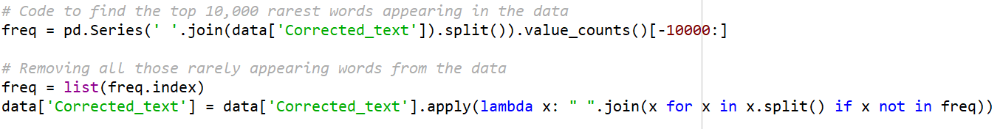 # Code to find the top 10,000 rarest words appearing in the data
freq = pd.Series(' '.join(data['Corrected_text']).split()).value_counts()[-10000:]
# Removing all those rarely appearing words from the data
freq = list(freq.index)
data['Corrected_text'] = data['Corrected_text'].apply(lambda x: " ".join(x for x in x.split() if x not in freq))